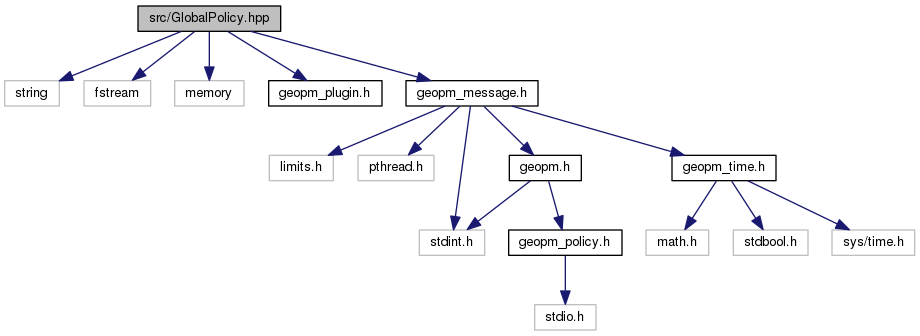 src/GlobalPolicy.hpp
string
fstream
memory
geopm_plugin.h
geopm_message.h
limits.h
pthread.h
geopm.h
geopm_time.h
stdint.h
geopm_policy.h
math.h
stdbool.h
sys/time.h
stdio.h